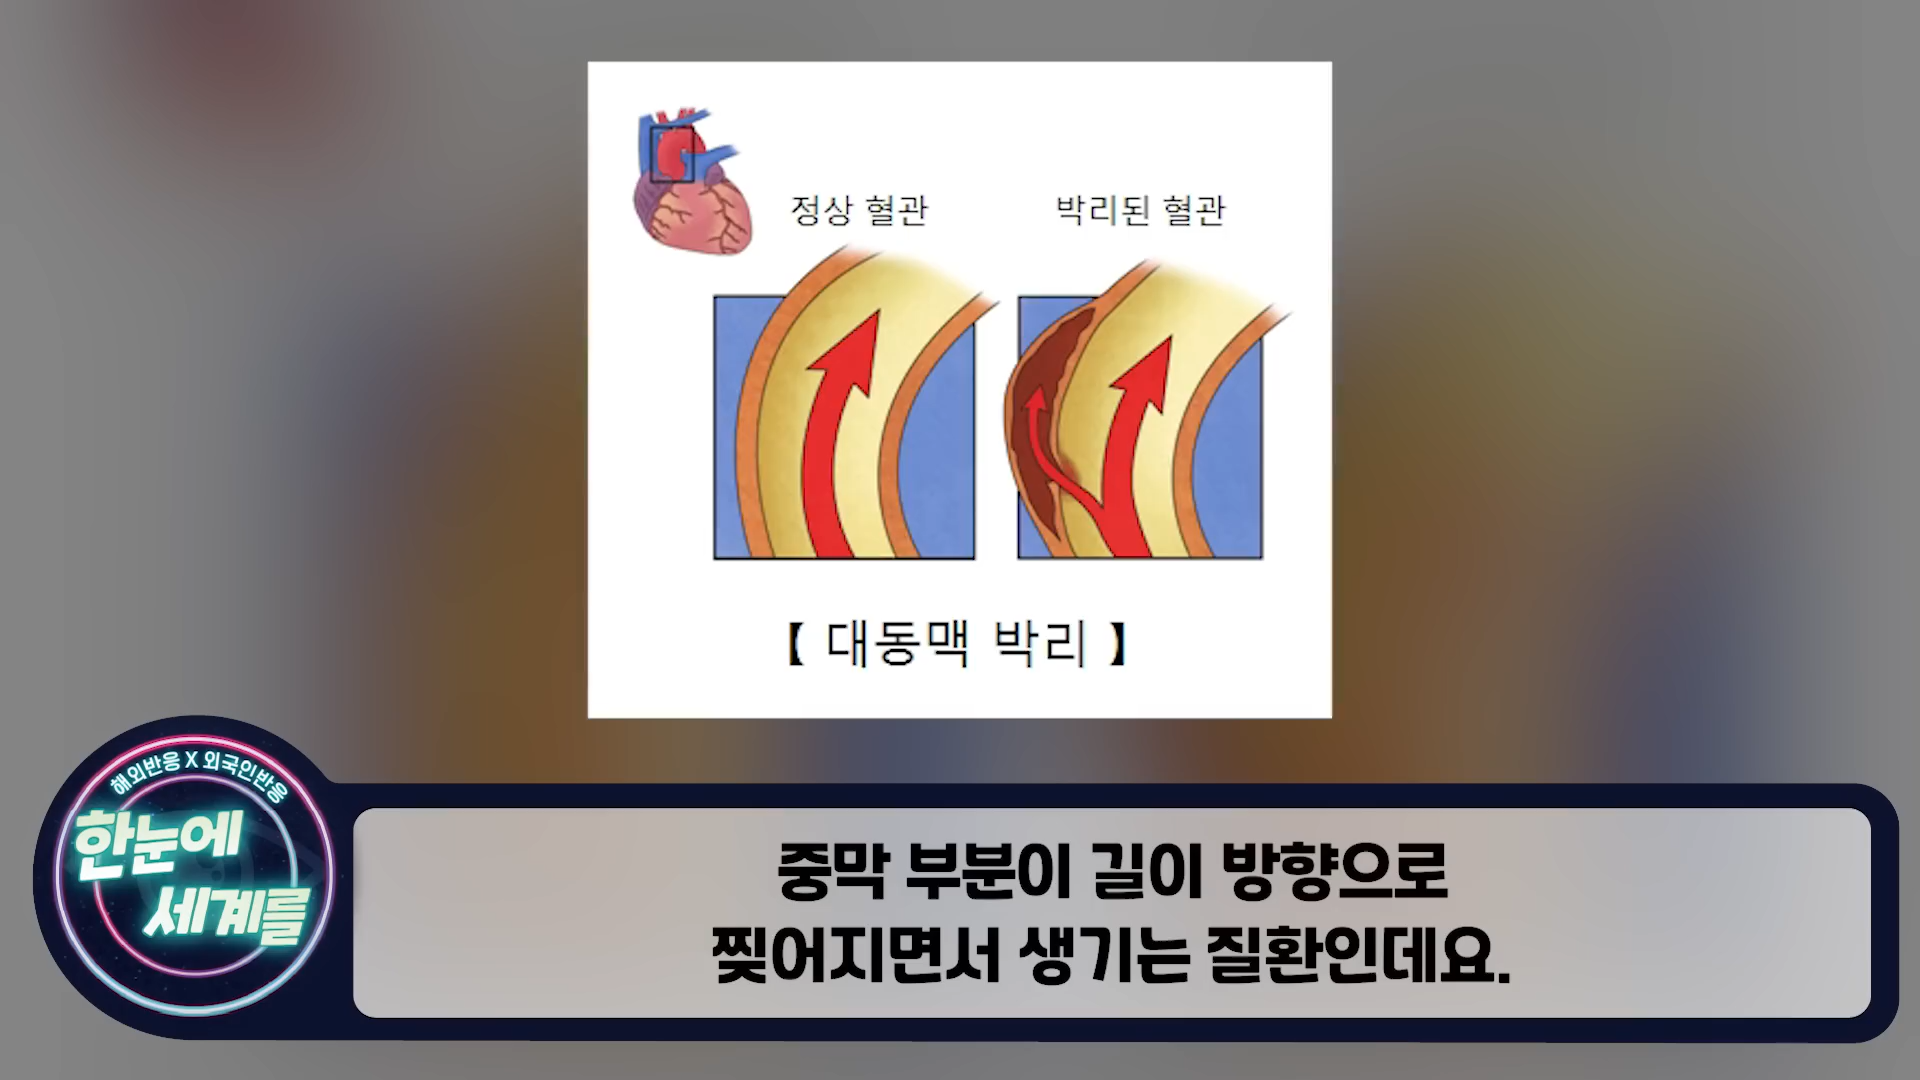 정상 혈관
박리된 혈관
【 대동맥 박리 】
해외반응 X 외국인반응
한눈에
세계를
중막 부분이 길이 방향으로
찢어지면서 생기는 질환인데요.